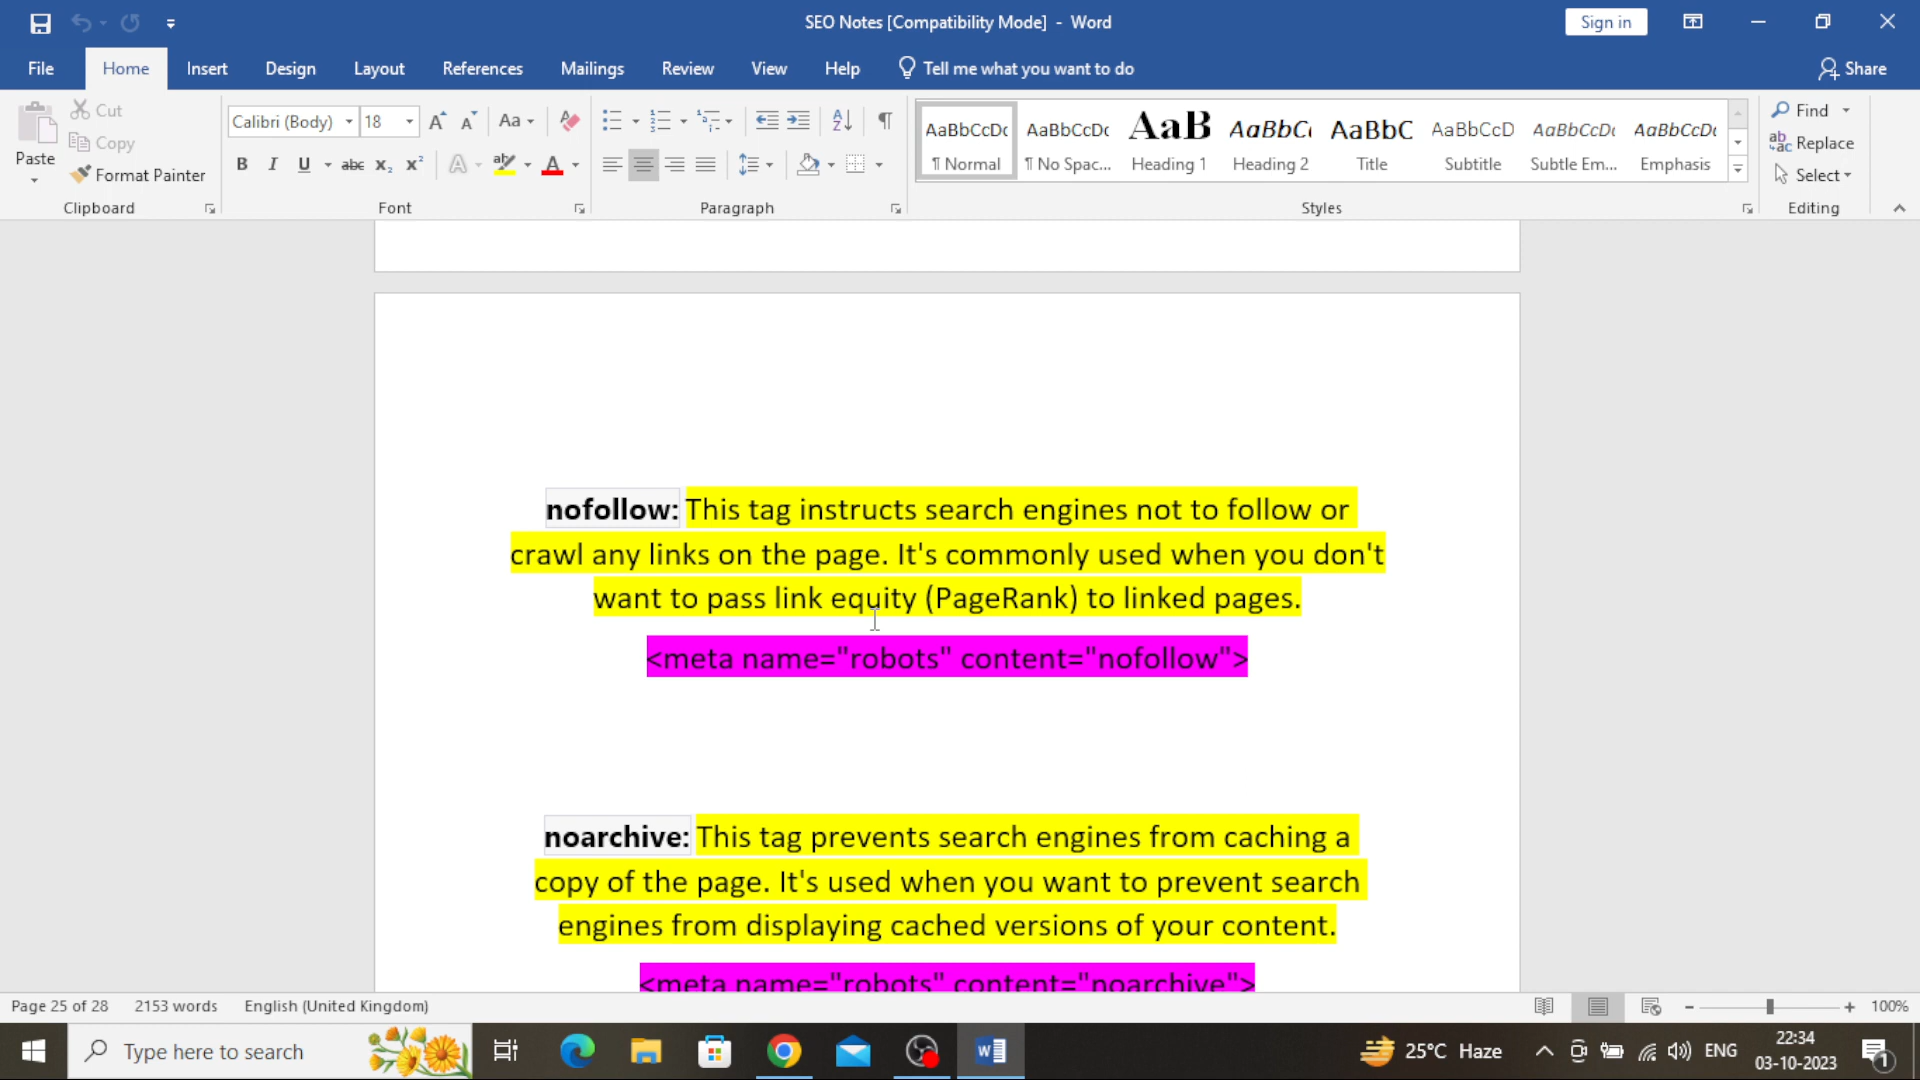 SEO Notes [Compatibility Mode] - Word
Sign in
File Home Insert Design Layout References Mailings Review View Help Tell me what you want to do Share
Paste
Cut
Copy
Format Painter
Clipboard
Calibri (Body) 18 Aa
B I U abc X₂ X² A A
Font
Paragraph
AaBbCcDc AaBbCcDc AaB AaBbC AaBbC AaBbCcD AaBbCcDc AaBbCcDc
¶ Normal ¶ No Spac... Heading 1 Heading 2 Title Subtitle Subtle Em... Emphasis
Styles
Find
Replace
Select
Editing
nofollow: This tag instructs search engines not to follow or
crawl any links on the page. It's commonly used when you don't
want to pass link equity (PageRank) to linked pages.
<meta name="robots" content="nofollow">
noarchive: This tag prevents search engines from caching a
copy of the page. It's used when you want to prevent search
engines from displaying cached versions of your content.
<meta name="robots" content="noarchive">
Page 25 of 28 2153 words English (United Kingdom) 100%
Type here to search
25°C Haze
ENG
22:34
03-10-2023
1